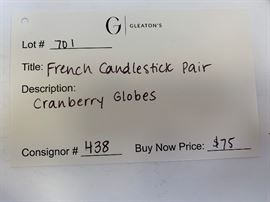 G | GLEATON'S
Lot # 701
Title: French Candlestick Pair
Description:
Cranberry Globes
Consignor # 438 Buy Now Price: $75